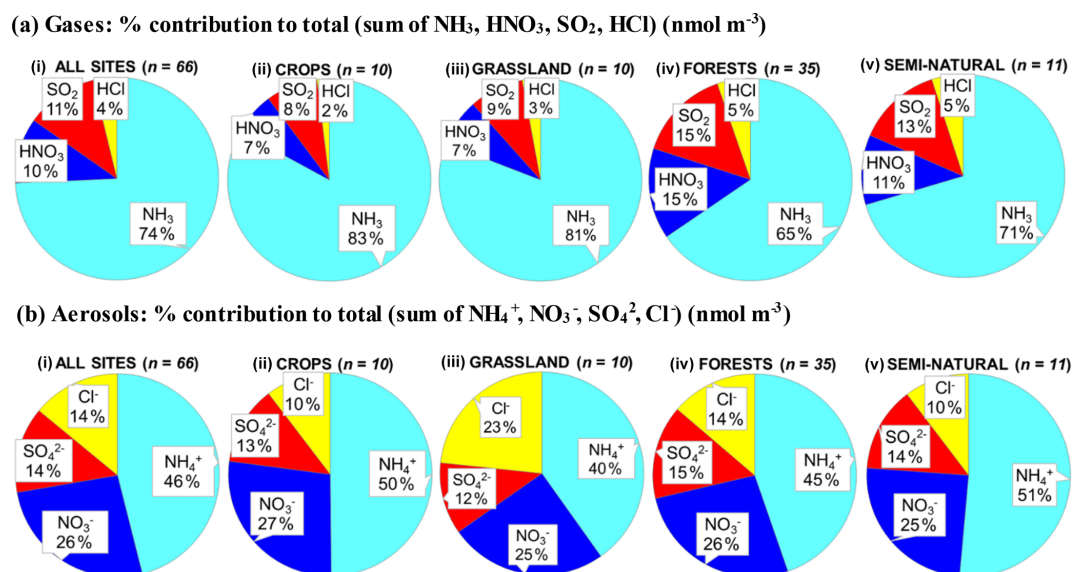 (a) Gases: % contribution to total (sum of NH₃, HNO₃, SO₂, HCl) (nmol m⁻³)
(i) ALL SITES (n = 66)
SO₂
11%
HCl
4%
HNO₃
10%
NH₃
74%
(ii) CROPS (n = 10)
SO₂
8%
HCl
2%
HNO₃
7%
NH₃
83%
(iii) GRASSLAND (n = 10)
SO₂
9%
HCl
3%
HNO₃
7%
NH₃
81%
(iv) FORESTS (n = 35)
HCl
5%
SO₂
15%
HNO₃
15%
NH₃
65%
(v) SEMI-NATURAL (n = 11)
HCl
5%
SO₂
13%
HNO₃
11%
NH₃
71%
(b) Aerosols: % contribution to total (sum of NH₄⁺, NO₃⁻, SO₄², Cl⁻) (nmol m⁻³)
(i) ALL SITES (n = 66)
Cl⁻
14%
SO₄²⁻
14%
NH₄⁺
46%
NO₃⁻
26%
(ii) CROPS (n = 10)
Cl⁻
10%
SO₄²⁻
13%
NH₄⁺
50%
NO₃⁻
27%
(iii) GRASSLAND (n = 10)
Cl⁻
23%
NH₄⁺
40%
SO₄²⁻
12%
NO₃⁻
25%
(iv) FORESTS (n = 35)
Cl⁻
14%
SO₄²⁻
15%
NH₄⁺
45%
NO₃⁻
26%
(v) SEMI-NATURAL (n = 11)
Cl⁻
10%
SO₄²⁻
14%
NH₄⁺
51%
NO₃⁻
25%